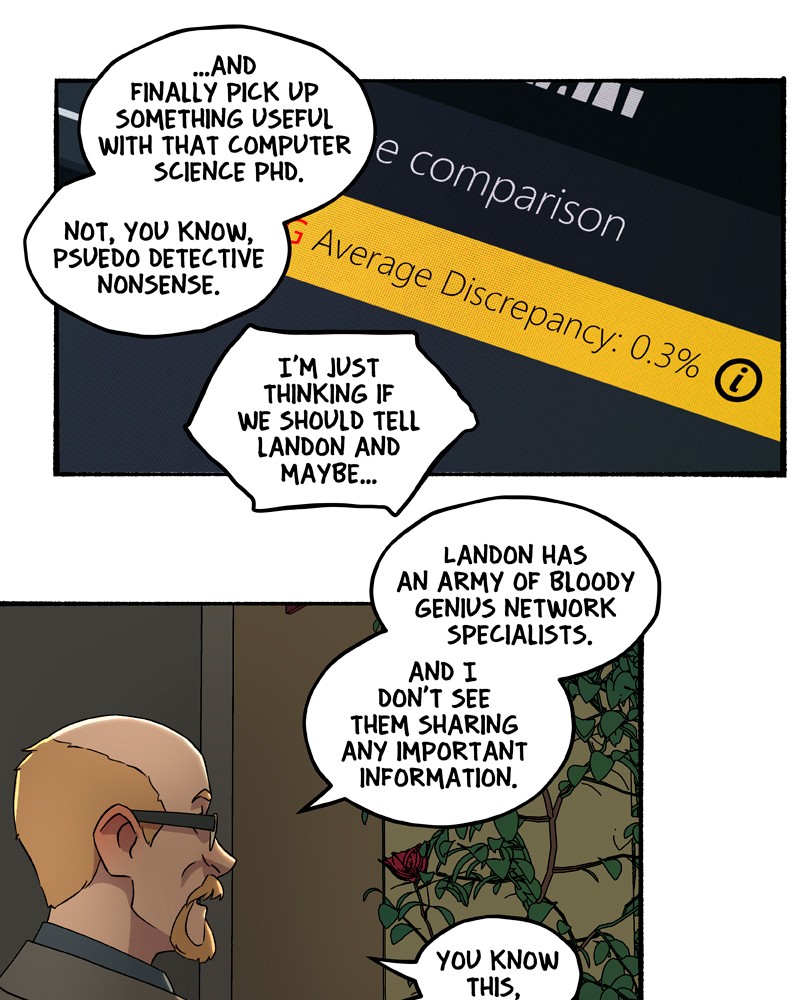 ...AND
FINALLY PICK UP
SOMETHING USEFUL
WITH THAT COMPUTER
SCIENCE PHD.
NOT, YOU KNOW,
PSUEDO DETECTIVE
NONSENSE.
e comparison
G Average Discrepancy: 0.3% i
I'M JUST
THINKING IF
WE SHOULD TELL
LANDON AND
MAYBE...
LANDON HAS
AN ARMY OF BLOODY
GENIUS NETWORK
SPECIALISTS.
AND I
DON'T SEE
THEM SHARING
ANY IMPORTANT
INFORMATION.
YOU KNOW
THIS,